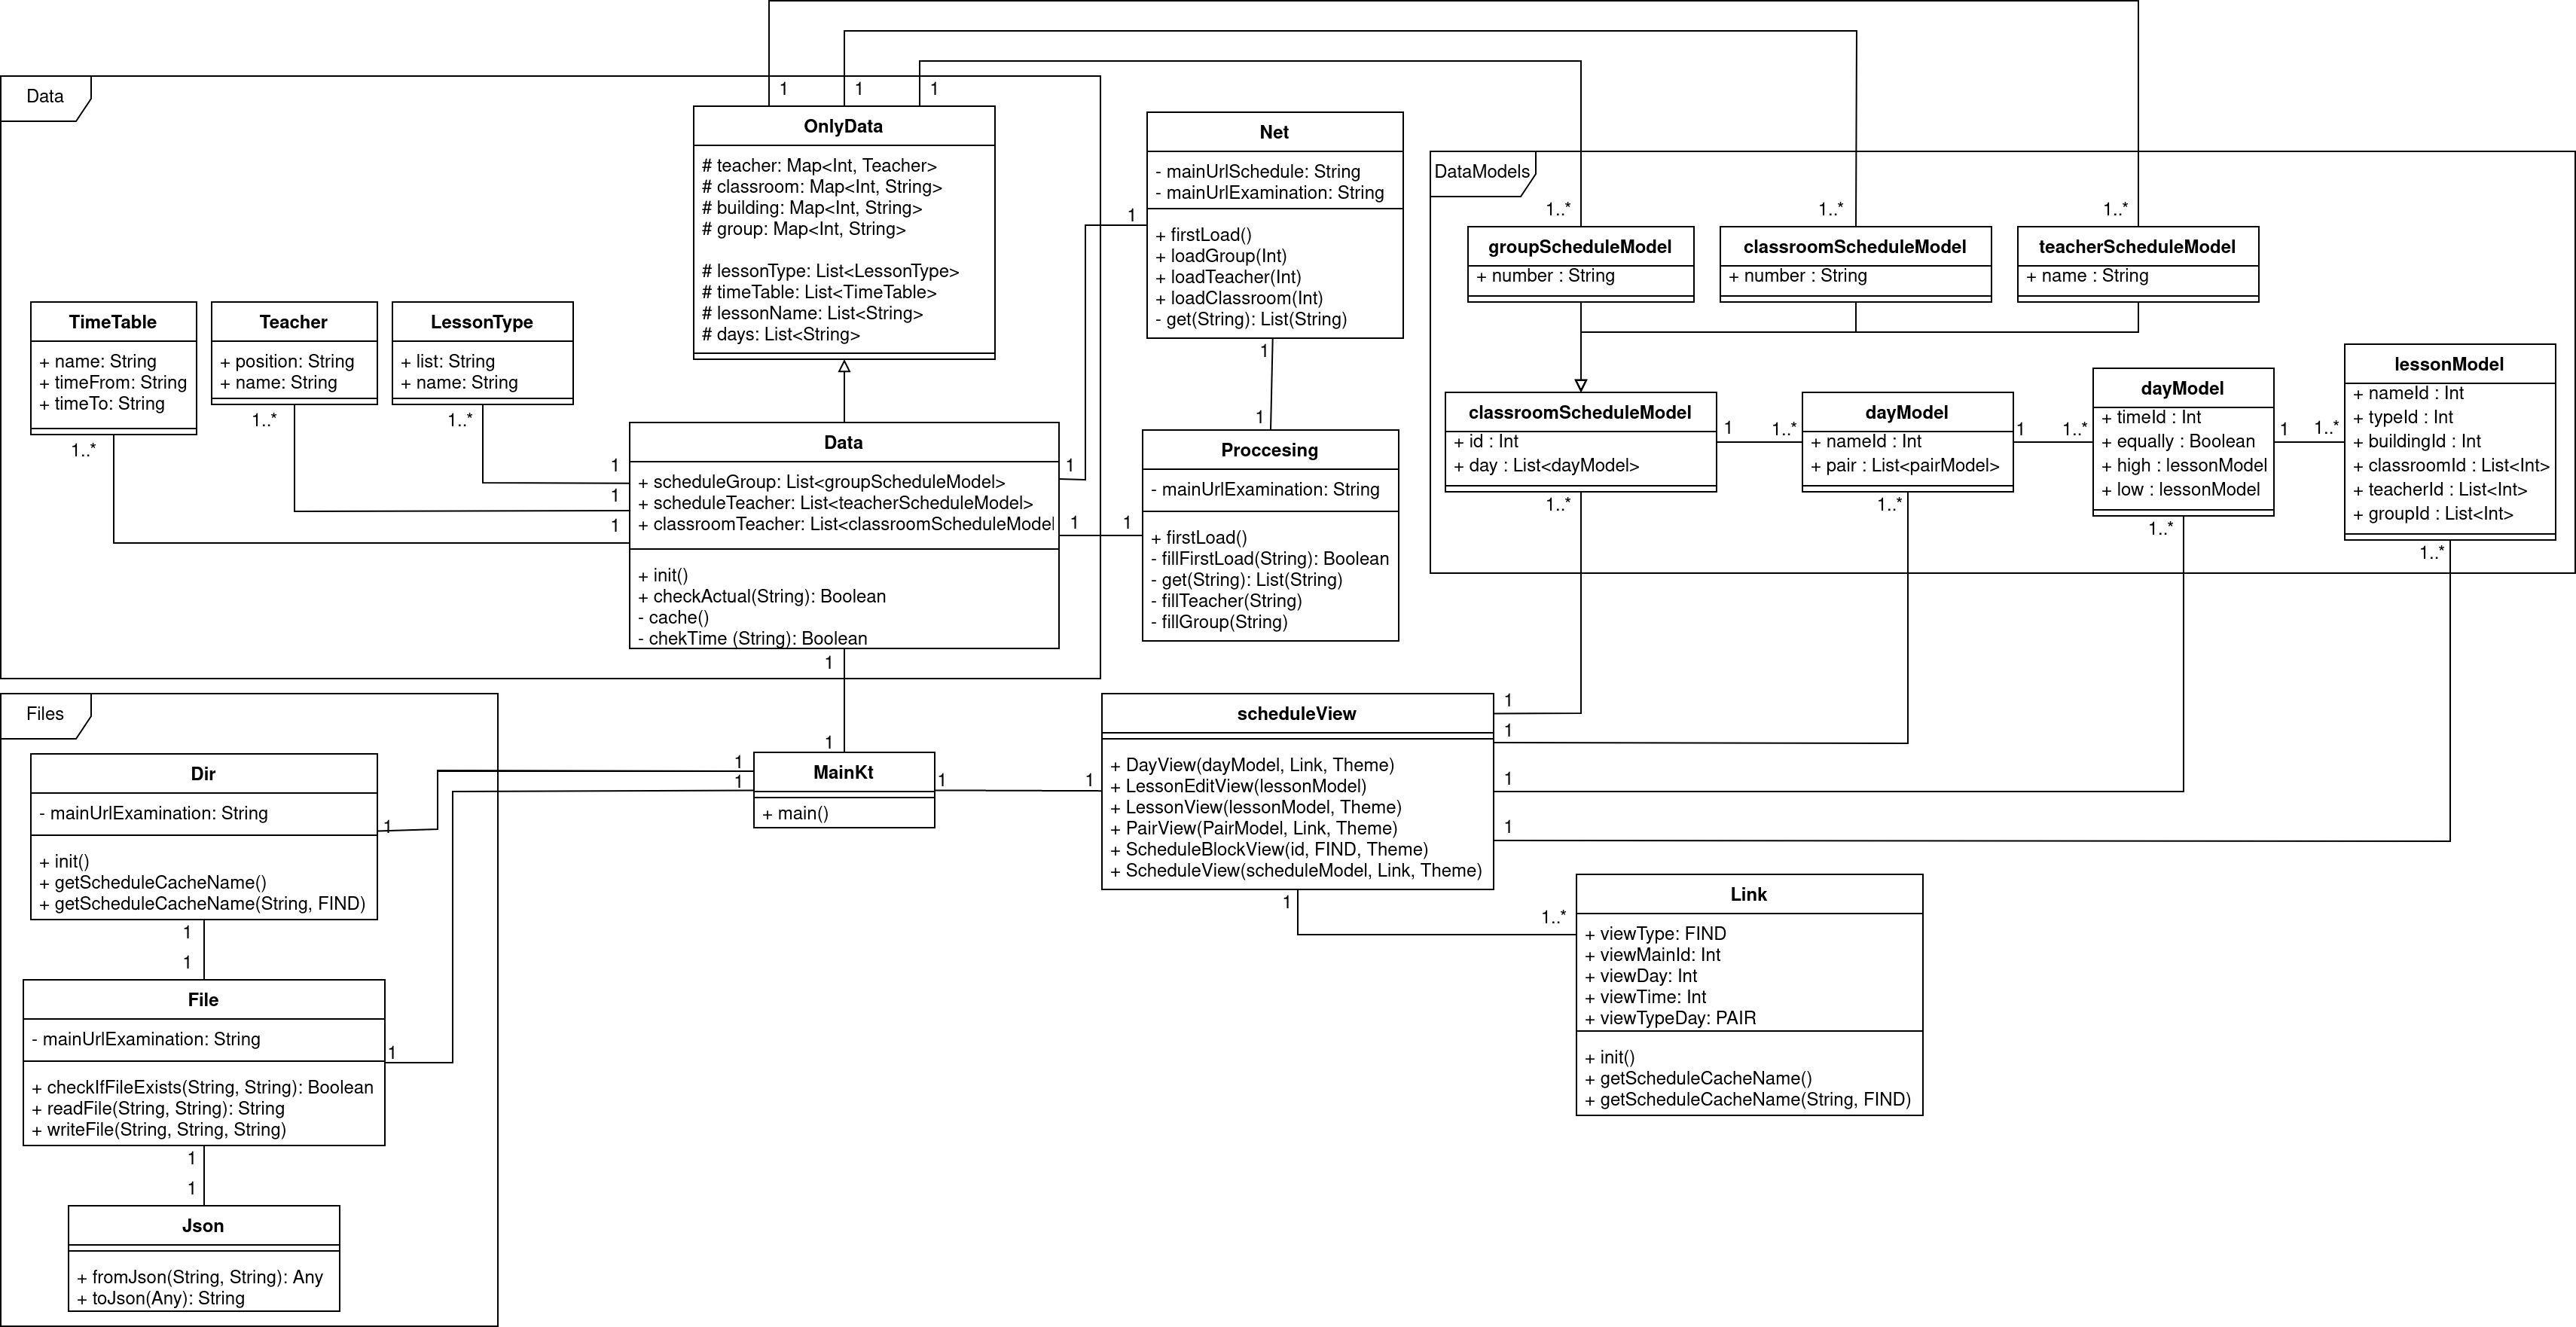 Data
1
1
1
OnlyData
# teacher: Map<Int, Teacher>
# classroom: Map<Int, String>
# building: Map<Int, String>
# group: Map<Int, String>
# lessonType: List<LessonType>
# timeTable: List<TimeTable>
# lessonName: List<String>
# days: List<String>
TimeTable
+ name: String
+ timeFrom: String
+ timeTo: String
1..*
Teacher
+ position: String
+ name: String
1..*
LessonType
+ list: String
+ name: String
1..*
1
1
1
Data
+ scheduleGroup: List<groupScheduleModel>
+ scheduleTeacher: List<teacherScheduleModel>
+ classroomTeacher: List<classroomScheduleModel
+ init()
+ checkActual(String): Boolean
- cache()
- chekTime (String): Boolean
1
1
1
1
1
Net
- mainUrlSchedule: String
- mainUrlExamination: String
+ firstLoad()
+ loadGroup(Int)
+ loadTeacher(Int)
+ loadClassroom(Int)
- get(String): List(String)
1
1
Proccesing
- mainUrlExamination: String
+ firstLoad()
- fillFirstLoad(String): Boolean
- get(String): List(String)
- fillTeacher(String)
- fillGroup(String)
DataModels
1..*
1..*
1..*
groupScheduleModel
+ number : String
classroomScheduleModel
+ number : String
teacherScheduleModel
+ name : String
classroomScheduleModel
+ id : Int
+ day : List<dayModel>
1
1..*
1..*
dayModel
+ nameId : Int
+ pair : List<pairModel>
1
1..*
1..*
dayModel
+ timeId : Int
+ equally : Boolean
+ high : lessonModel
+ low : lessonModel
1
1..*
1..*
lessonModel
+ nameId : Int
+ typeId : Int
+ buildingId : Int
+ classroomId : List<Int>
+ teacherId : List<Int>
+ groupId : List<Int>
1..*
Files
Dir
- mainUrlExamination: String
+ init()
+ getScheduleCacheName()
+ getScheduleCacheName(String, FIND)
1
1
1
File
- mainUrlExamination: String
+ checkIfFileExists(String, String): Boolean
+ readFile(String, String): String
+ writeFile(String, String, String)
1
1
1
Json
+ fromJson(String, String): Any
+ toJson(Any): String
1
1
1
MainKt
+ main()
1
1
scheduleView
+ DayView(dayModel, Link, Theme)
+ LessonEditView(lessonModel)
+ LessonView(lessonModel, Theme)
+ PairView(PairModel, Link, Theme)
+ ScheduleBlockView(id, FIND, Theme)
+ ScheduleView(scheduleModel, Link, Theme)
1
1
1
1
1
1..*
Link
+ viewType: FIND
+ viewMainId: Int
+ viewDay: Int
+ viewTime: Int
+ viewTypeDay: PAIR
+ init()
+ getScheduleCacheName()
+ getScheduleCacheName(String, FIND)